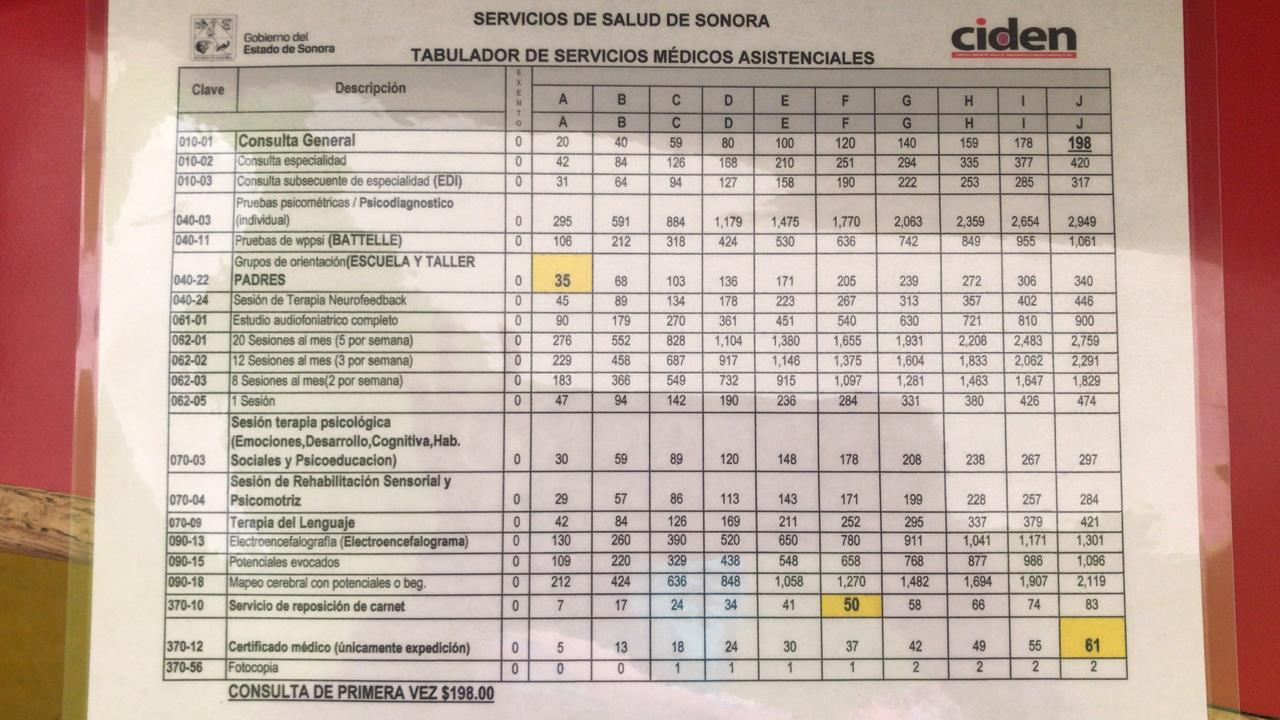 SERVICIOS DE SALUD DE SONORA
Gobierno del
Estado de Sonora
ciden
TABULADOR DE SERVICIOS MÉDICOS ASISTENCIALES
Clave Descripción EXENTO A B C D E F G H I J
A B C D E F G H I J
010-01 Consulta General 0 20 40 59 80 100 120 140 159 178 198
010-02 Consulta especialidad 0 42 84 126 168 210 251 294 335 377 420
010-03 Consulta subsecuente de especialidad (EDI) 0 31 64 94 127 158 190 222 253 285 317
Pruebas psicométricas / Psicodiagnostico
040-03 (individual) 0 295 591 884 1,179 1,475 1,770 2,063 2,359 2,654 2,949
040-11 Pruebas de wppsi (BATTELLE) 0 106 212 318 424 530 636 742 849 955 1,061
Grupos de orientación(ESCUELA Y TALLER
040-22 PADRES 0 35 68 103 136 171 205 239 272 306 340
040-24 Sesión de Terapia Neurofeedback 0 45 89 134 178 223 267 313 357 402 446
061-01 Estudio audiofoniatrico completo 0 90 179 270 361 451 540 630 721 810 900
062-01 20 Sesiones al mes (5 por semana) 0 276 552 828 1,104 1,380 1,655 1,931 2,208 2,483 2,759
062-02 12 Sesiones al mes (3 por semana) 0 229 458 687 917 1,146 1,375 1,604 1,833 2,062 2,291
062-03 8 Sesiones al mes(2 por semana) 0 183 366 549 732 915 1,097 1,281 1,463 1,647 1,829
062-05 1 Sesión 0 47 94 142 190 236 284 331 380 426 474
Sesión terapia psicológica
(Emociones,Desarrollo,Cognitiva,Hab.
070-03 Sociales y Psicoeducacion) 0 30 59 89 120 148 178 208 238 267 297
Sesión de Rehabilitación Sensorial y
070-04 Psicomotriz 0 29 57 86 113 143 171 199 228 257 284
070-09 Terapia del Lenguaje 0 42 84 126 169 211 252 295 337 379 421
090-13 Electroencefalografía (Electroencefalograma) 0 130 260 390 520 650 780 911 1,041 1,171 1,301
090-15 Potenciales evocados 0 109 220 329 438 548 658 768 877 986 1,096
090-18 Mapeo cerebral con potenciales o beg. 0 212 424 636 848 1,058 1,270 1,482 1,694 1,907 2,119
370-10 Servicio de reposición de carnet 0 7 17 24 34 41 50 58 66 74 83
370-12 Certificado médico (únicamente expedición) 0 5 13 18 24 30 37 42 49 55 61
370-56 Fotocopia 0 0 0 1 1 1 1 2 2 2 2
CONSULTA DE PRIMERA VEZ $198.00